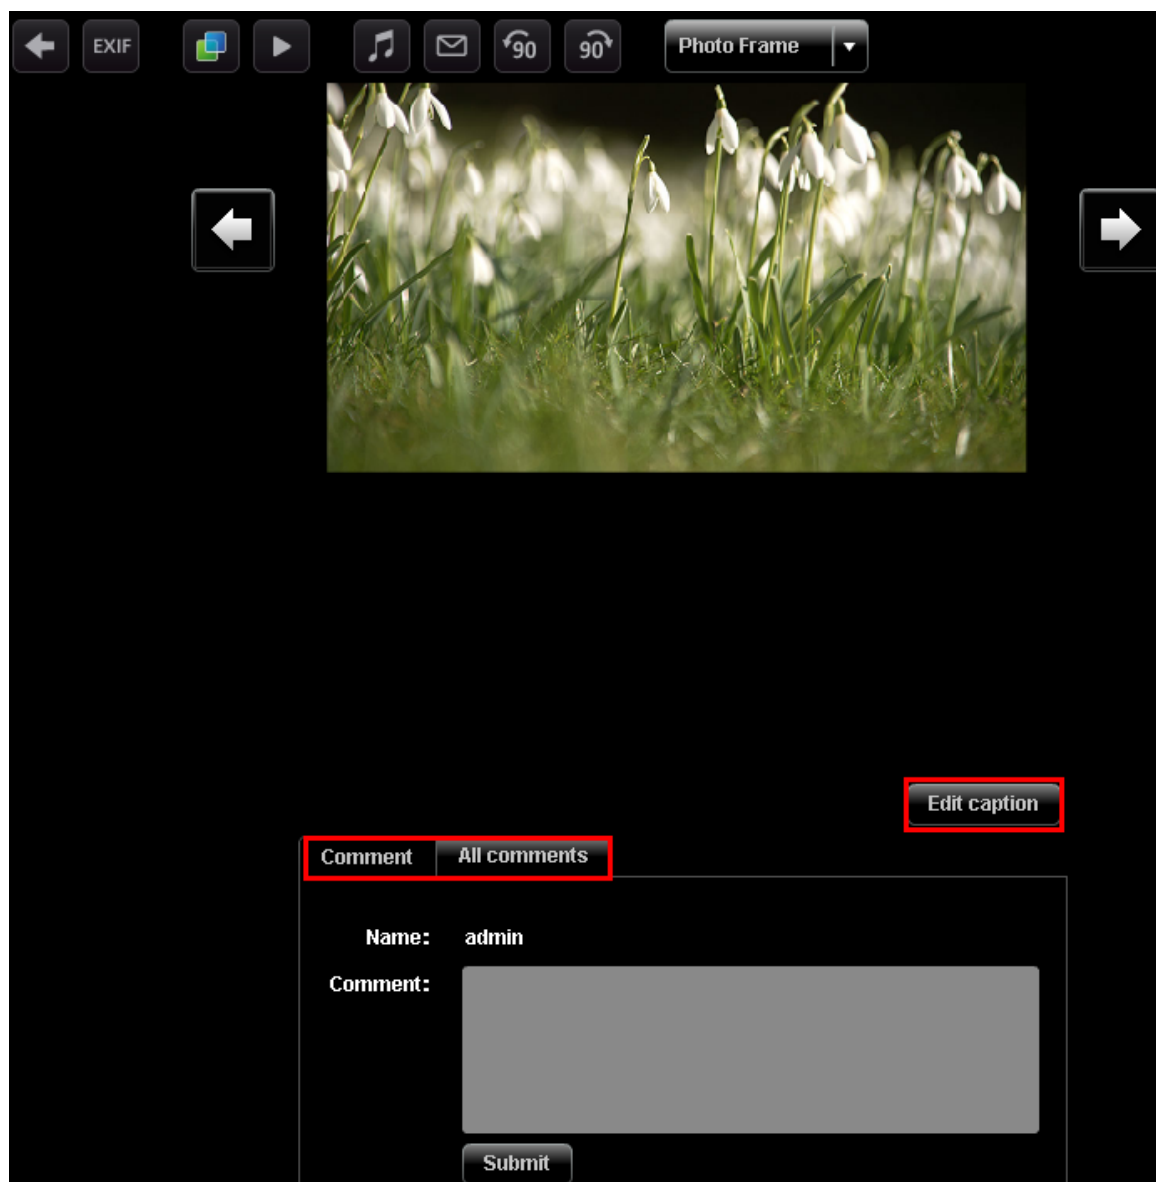 EXIF 90 90 Photo Frame
Edit caption
Comment All comments
Name: admin
Comment:
Submit